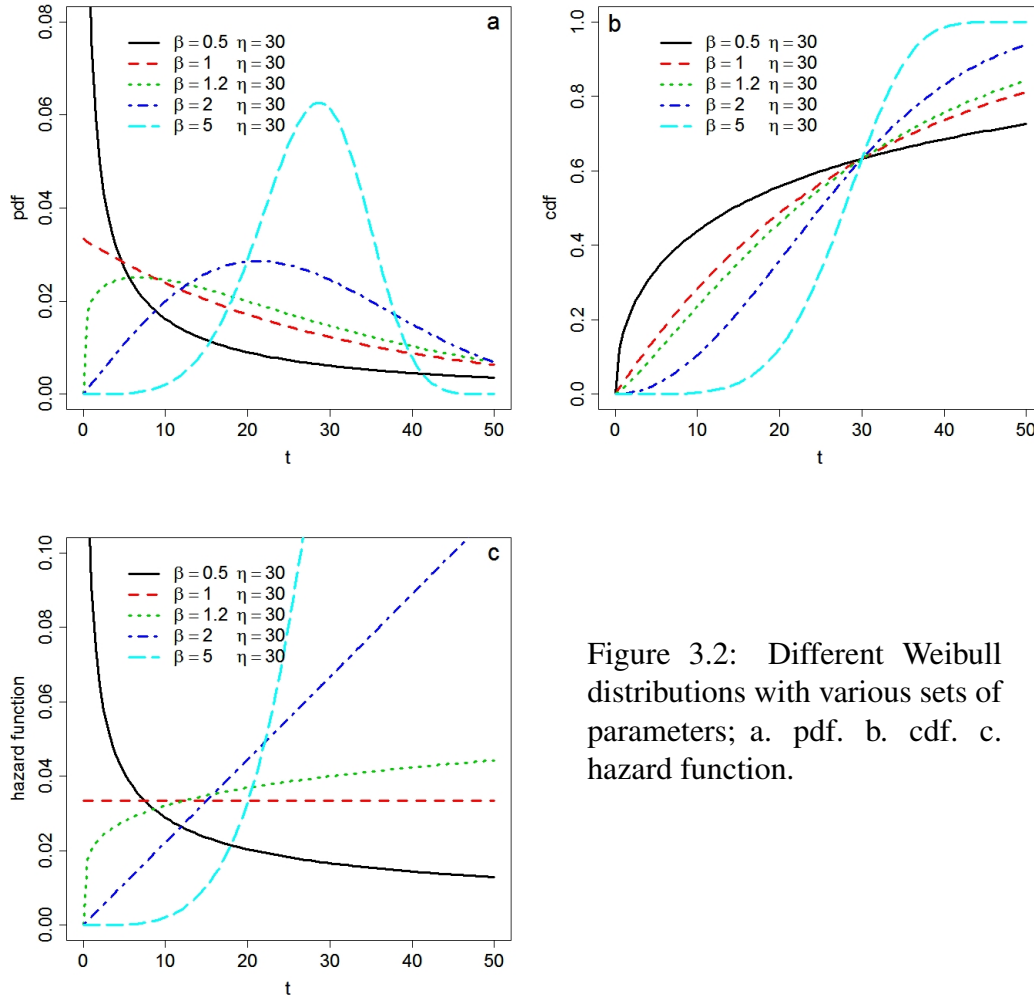 a
β = 0.5 η = 30
β = 1 η = 30
β = 1.2 η = 30
β = 2 η = 30
β = 5 η = 30
0.08
0.06
0.04
0.02
0.00
pdf
0 10 20 30 40 50
t
b
β = 0.5 η = 30
β = 1 η = 30
β = 1.2 η = 30
β = 2 η = 30
β = 5 η = 30
1.0
0.8
0.6
0.4
0.2
0.0
cdf
0 10 20 30 40 50
t
c
β = 0.5 η = 30
β = 1 η = 30
β = 1.2 η = 30
β = 2 η = 30
β = 5 η = 30
0.10
0.08
0.06
0.04
0.02
0.00
hazard function
0 10 20 30 40 50
t
Figure 3.2: Different Weibull
distributions with various sets of
parameters; a. pdf. b. cdf. c.
hazard function.